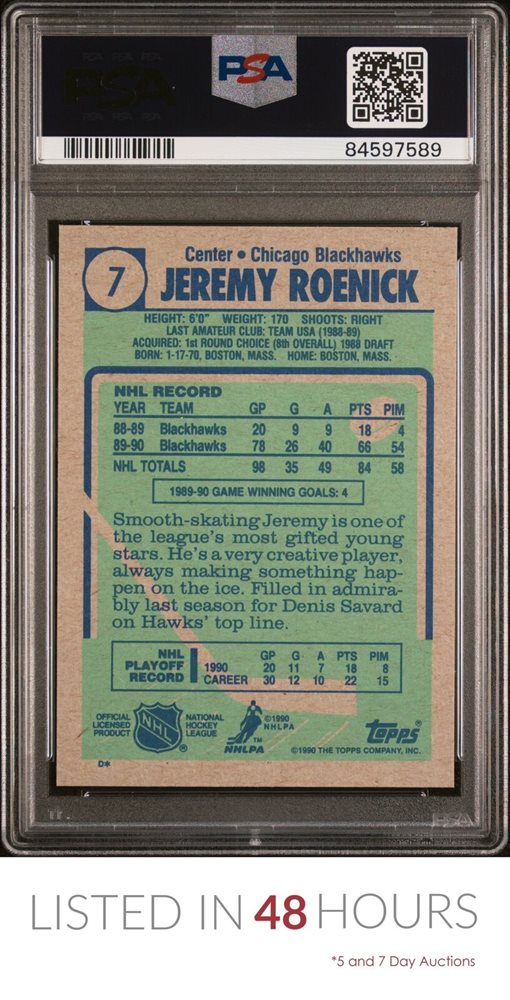 PSA
84597589
7
Center • Chicago Blackhawks
JEREMY ROENICK
HEIGHT: 6'0" WEIGHT: 170 SHOOTS: RIGHT
LAST AMATEUR CLUB: TEAM USA (1988-89)
ACQUIRED: 1st ROUND CHOICE (8th OVERALL) 1988 DRAFT
BORN: 1-17-70, BOSTON, MASS. HOME: BOSTON, MASS.
NHL RECORD
YEAR TEAM GP G A PTS PIM
88-89 Blackhawks 20 9 9 18 4
89-90 Blackhawks 78 26 40 66 54
NHL TOTALS 98 35 49 84 58
1989-90 GAME WINNING GOALS: 4
Smooth-skating Jeremy is one of
the league's most gifted young
stars. He's a very creative player,
always making something hap-
pen on the ice. Filled in admira-
bly last season for Denis Savard
on Hawks' top line.
NHL PLAYOFF RECORD
GP G A PTS PIM
1990 20 11 7 18 8
CAREER 30 12 10 22 15
OFFICIAL
LICENSED
PRODUCT
NHL
®
NATIONAL
HOCKEY
LEAGUE
TM
NHLPA
©1990
NHLPA
Topps®
©1990 THE TOPPS COMPANY, INC.
D*
PSA
LISTED IN 48 HOURS
*5 and 7 Day Auctions